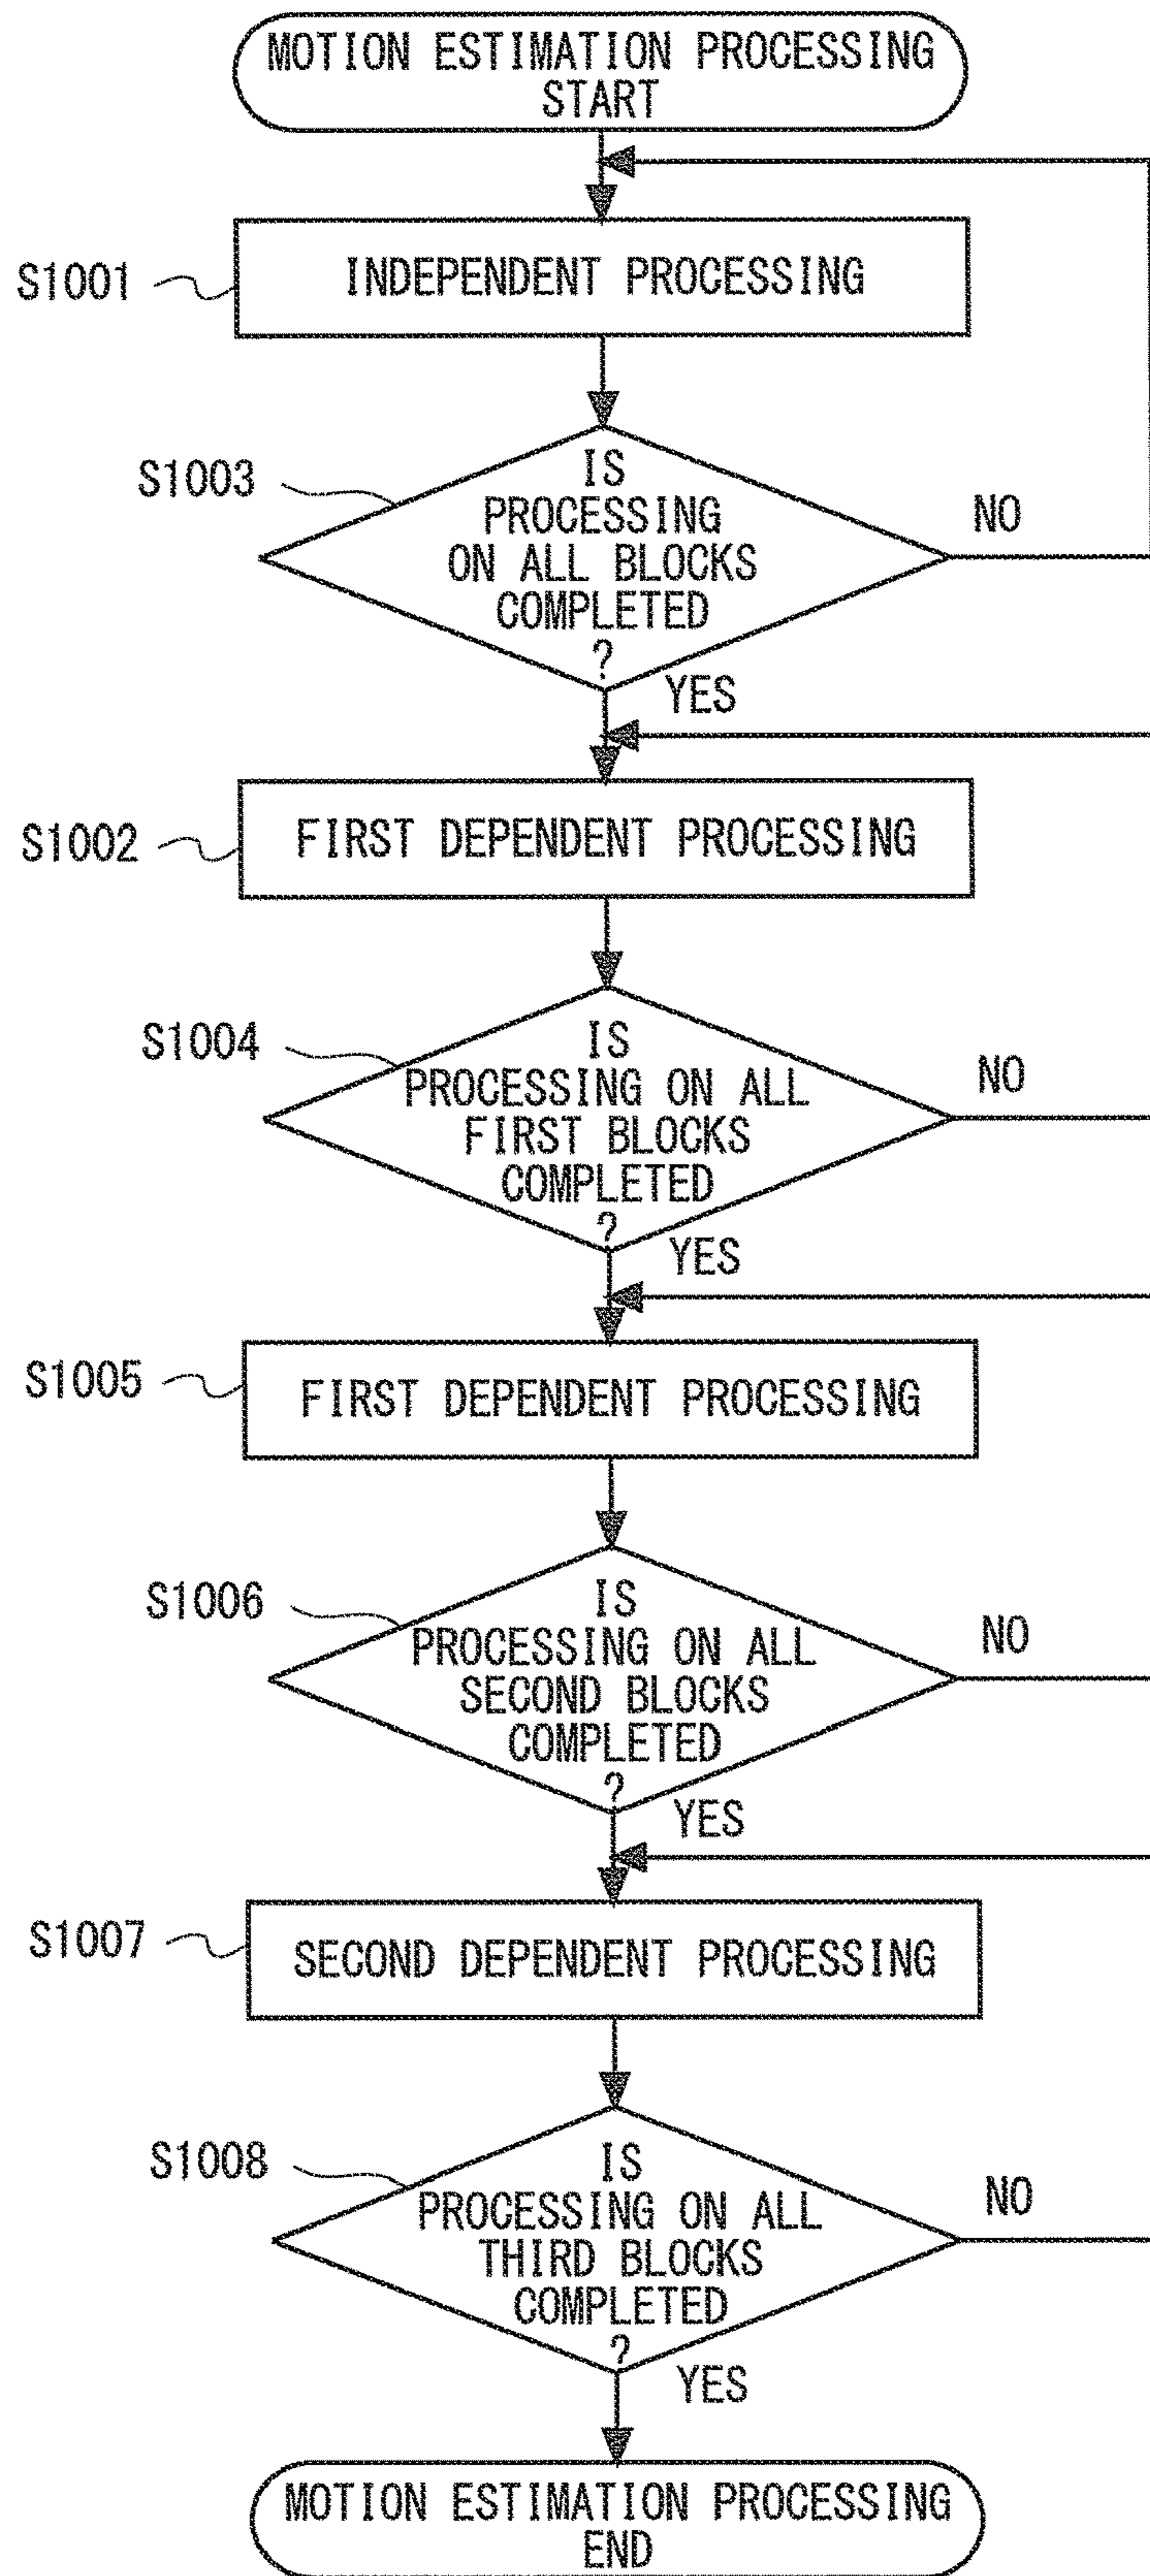 MOTION ESTIMATION PROCESSING
START
S1001
INDEPENDENT PROCESSING
S1003
IS
PROCESSING
ON ALL BLOCKS
COMPLETED
?
NO
YES
S1002
FIRST DEPENDENT PROCESSING
S1004
IS
PROCESSING ON ALL
FIRST BLOCKS
COMPLETED
?
NO
YES
S1005
FIRST DEPENDENT PROCESSING
S1006
IS
PROCESSING ON ALL
SECOND BLOCKS
COMPLETED
?
NO
YES
S1007
SECOND DEPENDENT PROCESSING
S1008
IS
PROCESSING ON ALL
THIRD BLOCKS
COMPLETED
?
NO
YES
MOTION ESTIMATION PROCESSING
END